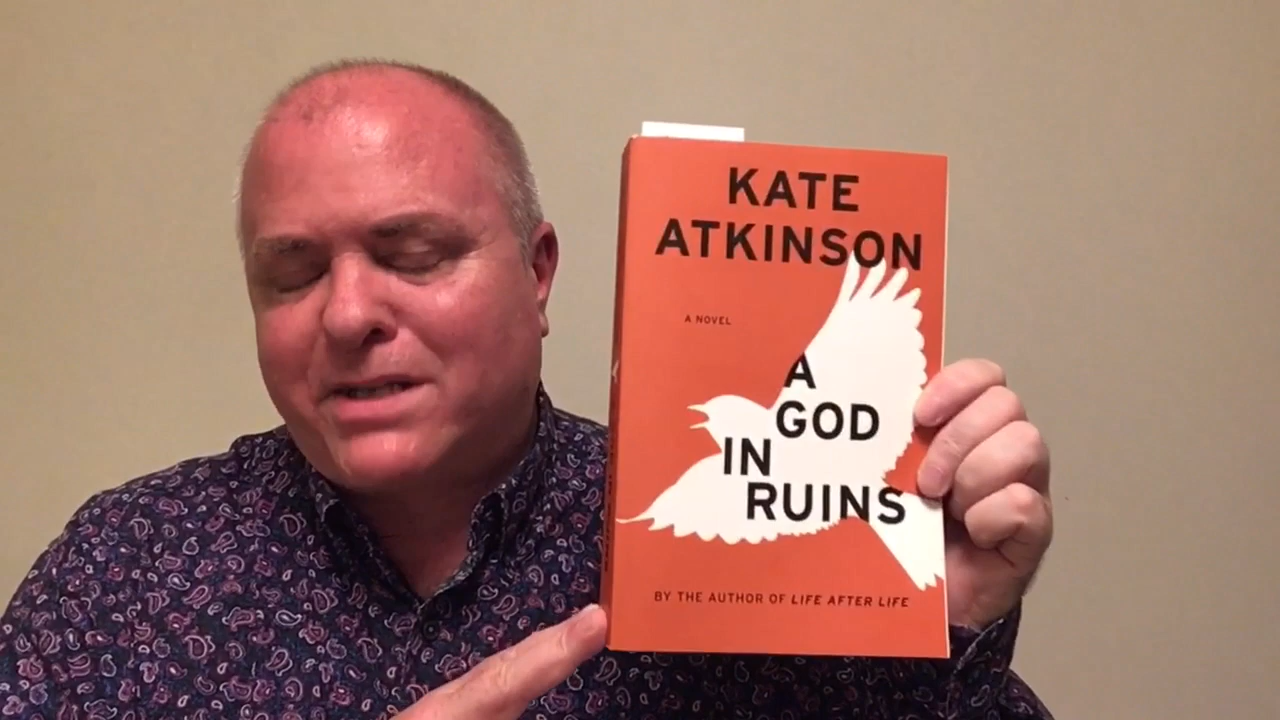 KATE
ATKINSON
A NOVEL
A
GOD
IN
RUINS
BY THE AUTHOR OF LIFE AFTER LIFE